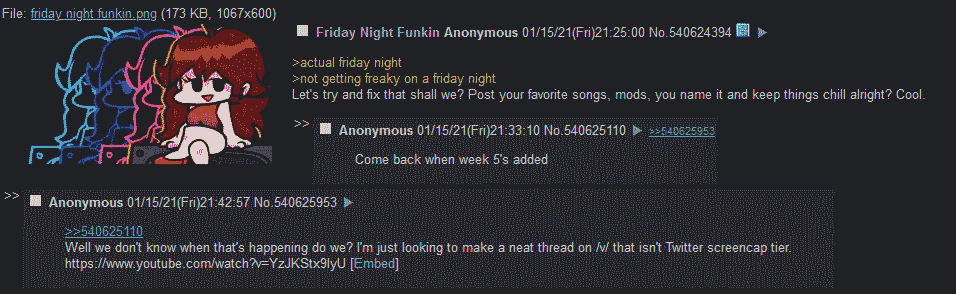 File: friday night funkin.png (173 KB, 1067x600)
Friday Night Funkin Anonymous 01/15/21(Fri)21:25:00 No.540624394
>actual friday night
>not getting freaky on a friday night
Let's try and fix that shall we? Post your favorite songs, mods, you name it and keep things chill alright? Cool.
>> Anonymous 01/15/21(Fri)21:33:10 No.540625110 >>540625953
Come back when week 5's added
>> Anonymous 01/15/21(Fri)21:42:57 No.540625953
>>540625110
Well we don't know when that's happening do we? I'm just looking to make a neat thread on /v/ that isn't Twitter screencap tier.
https://www.youtube.com/watch?v=YzJKStx9lyU [Embed]